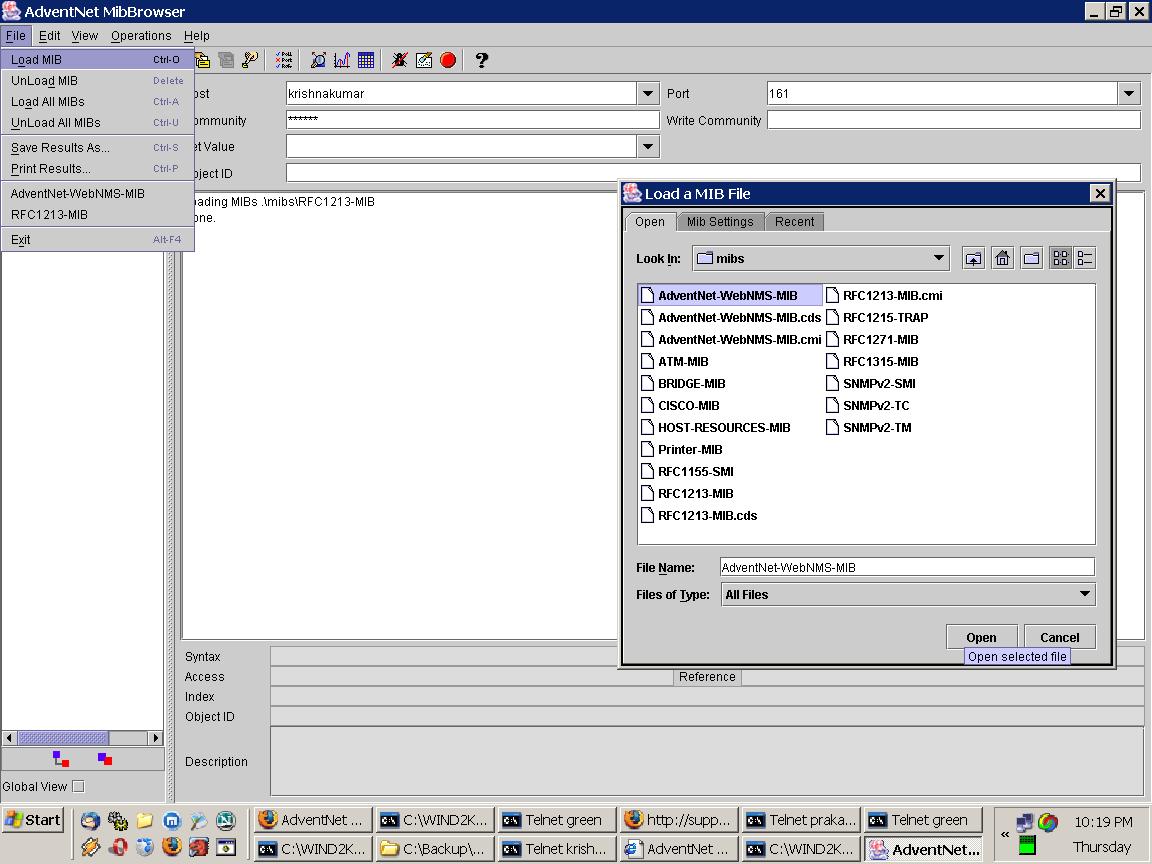 AdventNet MibBrowser
File Edit View Operations Help
Load MIB Ctrl-O
UnLoad MIB Delete
Load All MIBs Ctrl-A
UnLoad All MIBs Ctrl-U
Save Results As... Ctrl-S
Print Results... Ctrl-P
AdventNet-WebNMS-MIB
RFC1213-MIB
Exit Alt-F4
ost krishnakumar Port 161
mmunity ****** Write Community
et Value
bject ID
ading MIBs .\mibs\RFC1213-MIB
one.
Load a MIB File
Open Mib Settings Recent
Look In: mibs
AdventNet-WebNMS-MIB
AdventNet-WebNMS-MIB.cds
AdventNet-WebNMS-MIB.cmi
ATM-MIB
BRIDGE-MIB
CISCO-MIB
HOST-RESOURCES-MIB
Printer-MIB
RFC1155-SMI
RFC1213-MIB
RFC1213-MIB.cds
RFC1213-MIB.cmi
RFC1215-TRAP
RFC1271-MIB
RFC1315-MIB
SNMPv2-SMI
SNMPv2-TC
SNMPv2-TM
File Name: AdventNet-WebNMS-MIB
Files of Type: All Files
Open Cancel
Open selected file
Syntax
Access Reference
Index
Object ID
Description
Global View
Start
AdventNet ... C:\WIND2K... Telnet green http://supp... Telnet praka... Telnet green
C:\WIND2K... C:\Backup\... Telnet krish... AdventNet ... C:\WIND2K... AdventNet...
« 10:19 PM
Thursday